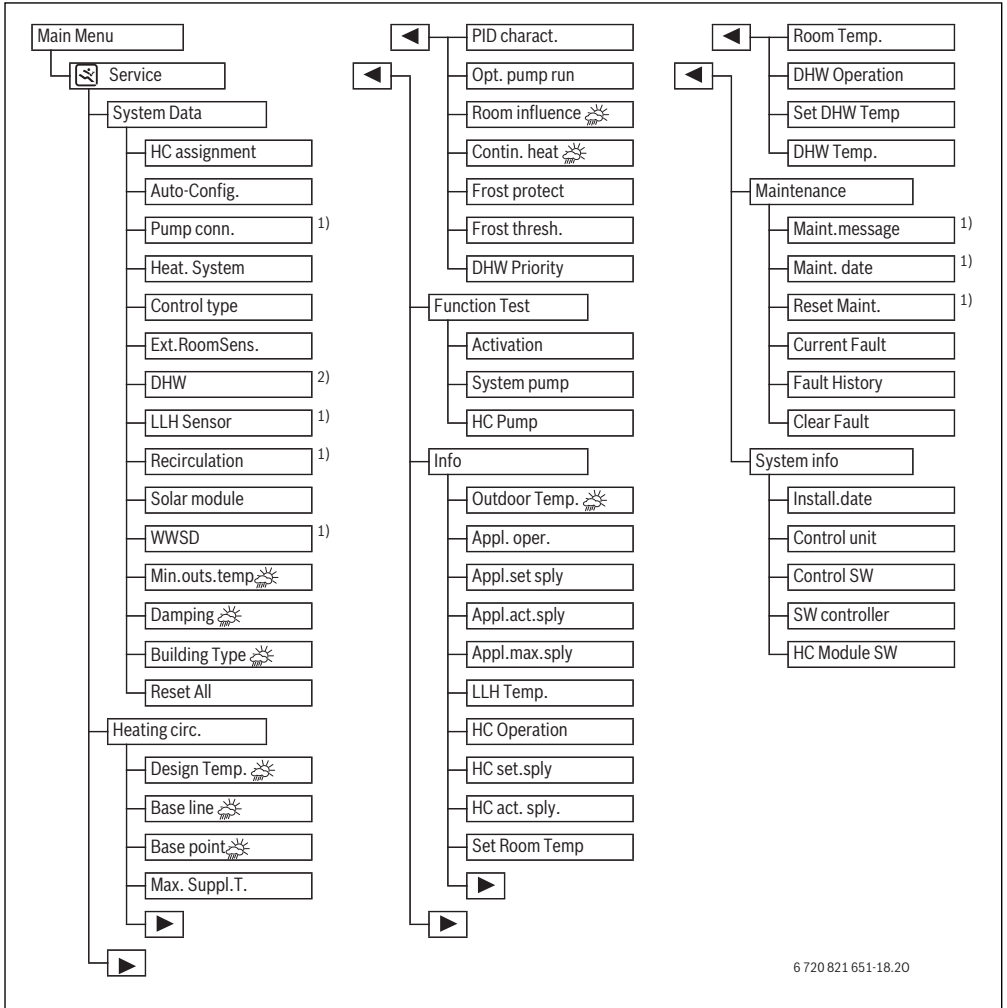 Main Menu
Service
System Data
HC assignment
Auto-Config.
Pump conn. 1)
Heat. System
Control type
Ext.RoomSens.
DHW 2)
LLH Sensor 1)
Recirculation 1)
Solar module
WWSD 1)
Min.outs.temp
Damping
Building Type
Reset All
Heating circ.
Design Temp.
Base line
Base point
Max. Suppl.T.
PID charact.
Opt. pump run
Room influence
Contin. heat
Frost protect
Frost thresh.
DHW Priority
Function Test
Activation
System pump
HC Pump
Info
Outdoor Temp.
Appl. oper.
Appl.set sply
Appl.act.sply
Appl.max.sply
LLH Temp.
HC Operation
HC set.sply
HC act. sply.
Set Room Temp
Room Temp.
DHW Operation
Set DHW Temp
DHW Temp.
Maintenance
Maint.message 1)
Maint. date 1)
Reset Maint. 1)
Current Fault
Fault History
Clear Fault
System info
Install.date
Control unit
Control SW
SW controller
HC Module SW
6 720 821 651-18.2O